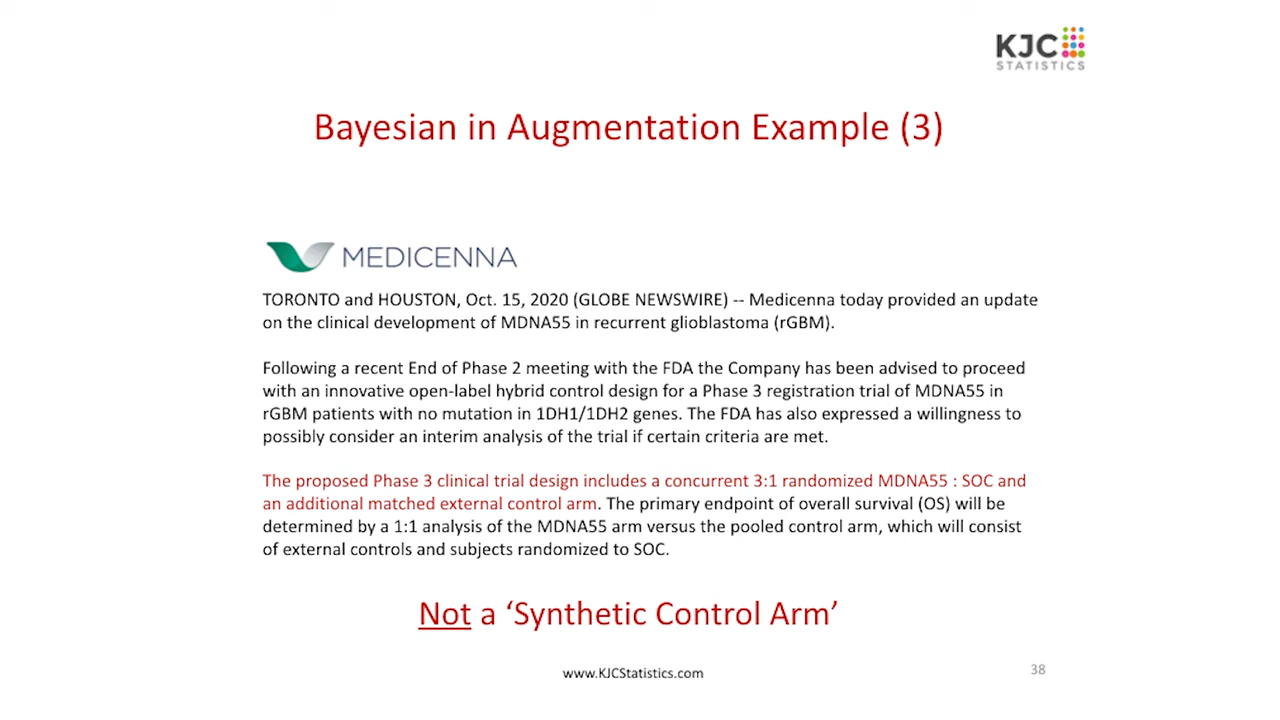 KJC
STATISTICS
Bayesian in Augmentation Example (3)
MEDICENNA
TORONTO and HOUSTON, Oct. 15, 2020 (GLOBE NEWSWIRE) -- Medicenna today provided an update
on the clinical development of MDNA55 in recurrent glioblastoma (rGBM).
Following a recent End of Phase 2 meeting with the FDA the Company has been advised to proceed
with an innovative open-label hybrid control design for a Phase 3 registration trial of MDNA55 in
rGBM patients with no mutation in 1DH1/1DH2 genes. The FDA has also expressed a willingness to
possibly consider an interim analysis of the trial if certain criteria are met.
The proposed Phase 3 clinical trial design includes a concurrent 3:1 randomized MDNA55 : SOC and
an additional matched external control arm. The primary endpoint of overall survival (OS) will be
determined by a 1:1 analysis of the MDNA55 arm versus the pooled control arm, which will consist
of external controls and subjects randomized to SOC.
Not a ‘Synthetic Control Arm’
www.KJCStatistics.com
38